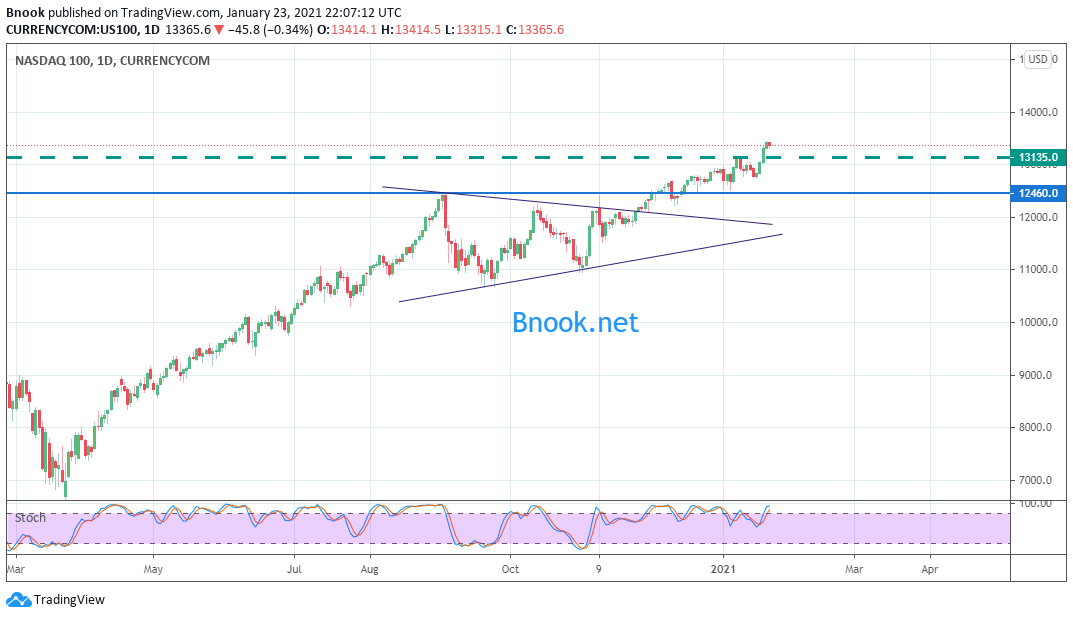 Bnook published on TradingView.com, January 23, 2021 22:07:12 UTC
CURRENCYCOM:US100, 1D 13365.6 ▼ −45.8 (−0.34%) O:13414.1 H:13414.5 L:13315.1 C:13365.6
NASDAQ 100, 1D, CURRENCYCOM
USD
14000.0
13135.0
12460.0
12000.0
11000.0
10000.0
Bnook.net
9000.0
8000.0
7000.0
100.00
Stoch
Mar May Jul Aug Oct 9 2021 Mar Apr
TradingView